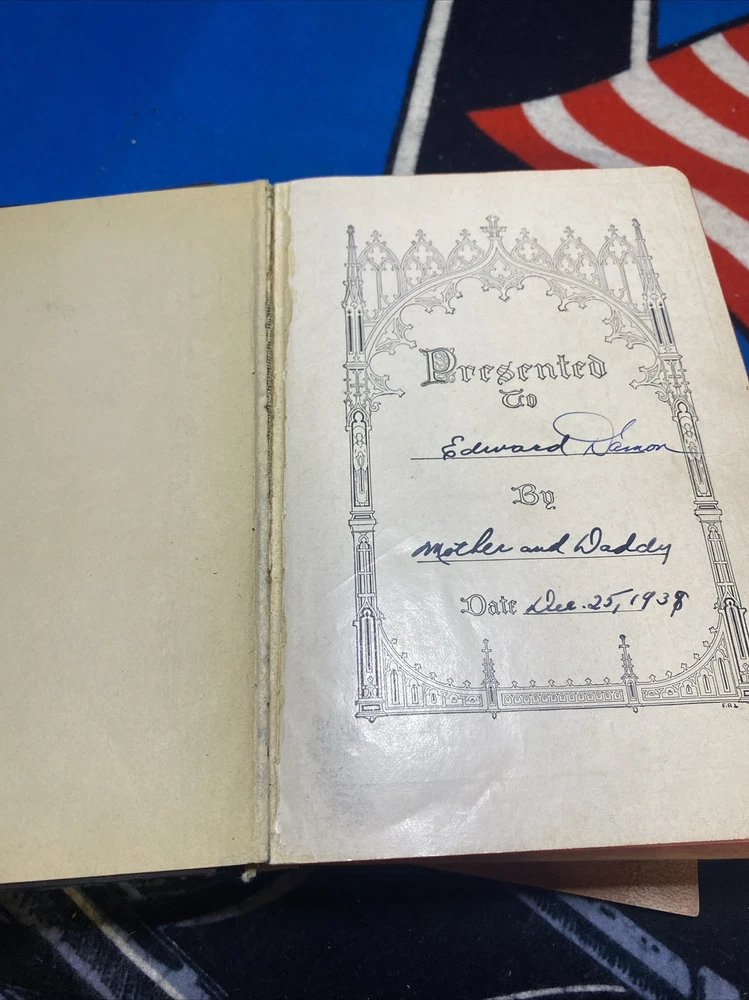 Presented
To
Edward Damon
By
Mother and Daddy
Date Dec. 25, 1938